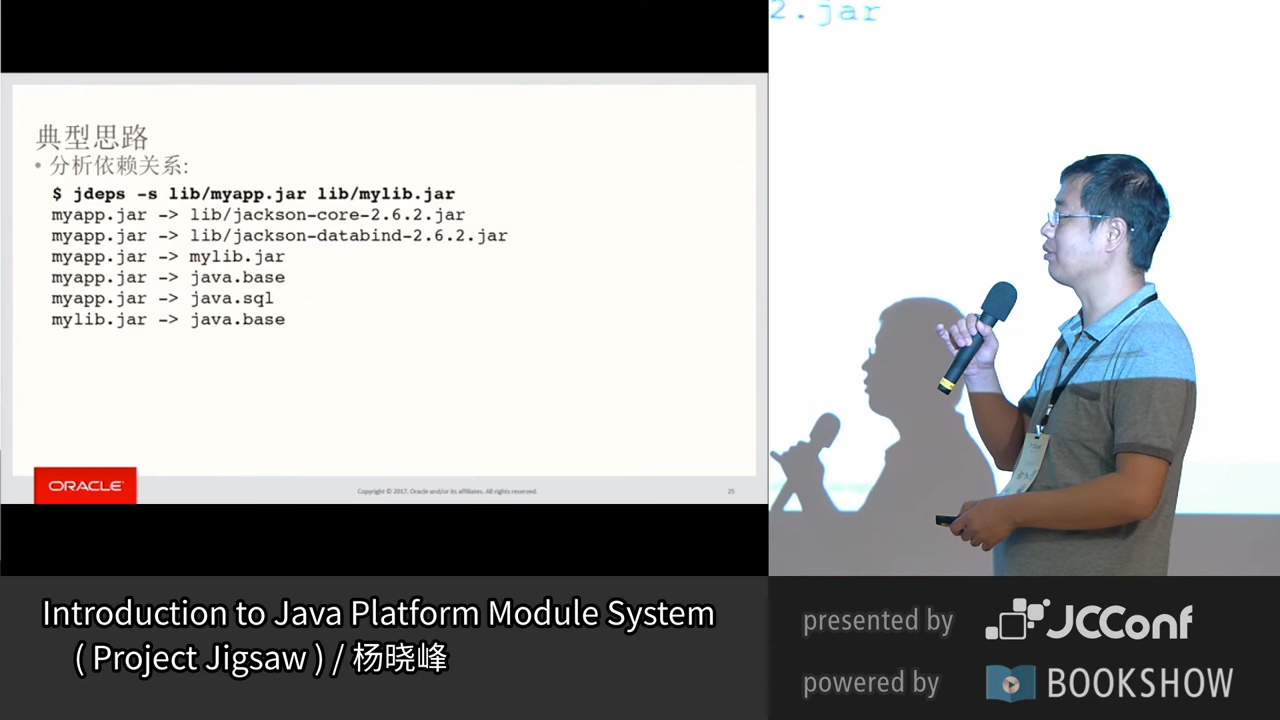 典型思路
• 分析依赖关系:
$ jdeps -s lib/myapp.jar lib/mylib.jar
myapp.jar -> lib/jackson-core-2.6.2.jar
myapp.jar -> lib/jackson-databind-2.6.2.jar
myapp.jar -> mylib.jar
myapp.jar -> java.base
myapp.jar -> java.sql
mylib.jar -> java.base
ORACLE
Copyright © 2017, Oracle and/or its affiliates. All rights reserved.
25
2.jar
Introduction to Java Platform Module System
( Project Jigsaw ) / 杨晓峰
presented by JCConf
powered by BOOKSHOW